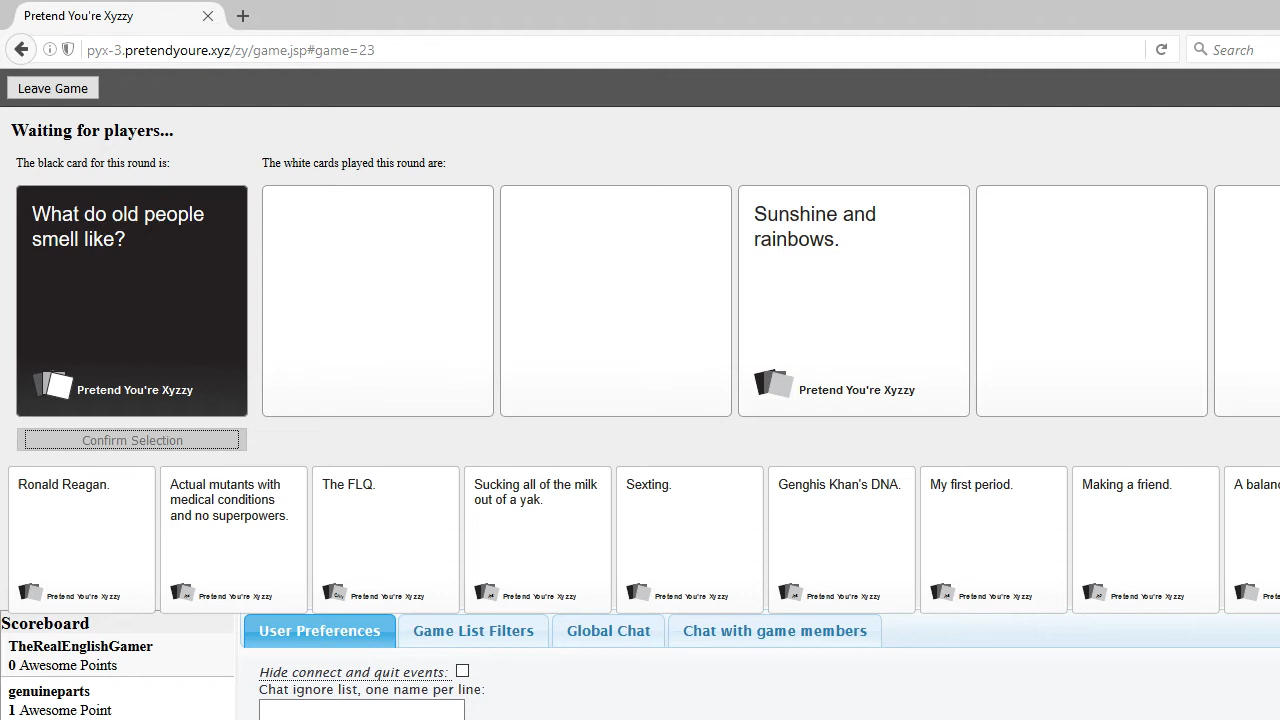 Pretend You're Xyzzy
pyx-3.pretendyoure.xyz/zy/game.jsp#game=23
Search
Leave Game
Waiting for players...
The black card for this round is:
The white cards played this round are:
What do old people
smell like?
Pretend You're Xyzzy
Sunshine and
rainbows.
Pretend You're Xyzzy
Confirm Selection
Ronald Reagan.
Pretend You're Xyzzy
Actual mutants with
medical conditions
and no superpowers.
Pretend You're Xyzzy
The FLQ.
Pretend You're Xyzzy
Sucking all of the milk
out of a yak.
Pretend You're Xyzzy
Sexting.
Pretend You're Xyzzy
Genghis Khan's DNA.
Pretend You're Xyzzy
My first period.
Pretend You're Xyzzy
Making a friend.
Pretend You're Xyzzy
A balanc
Prete
Scoreboard
TheRealEnglishGamer
0 Awesome Points
genuineparts
1 Awesome Point
User Preferences
Game List Filters
Global Chat
Chat with game members
Hide connect and quit events:
Chat ignore list, one name per line: